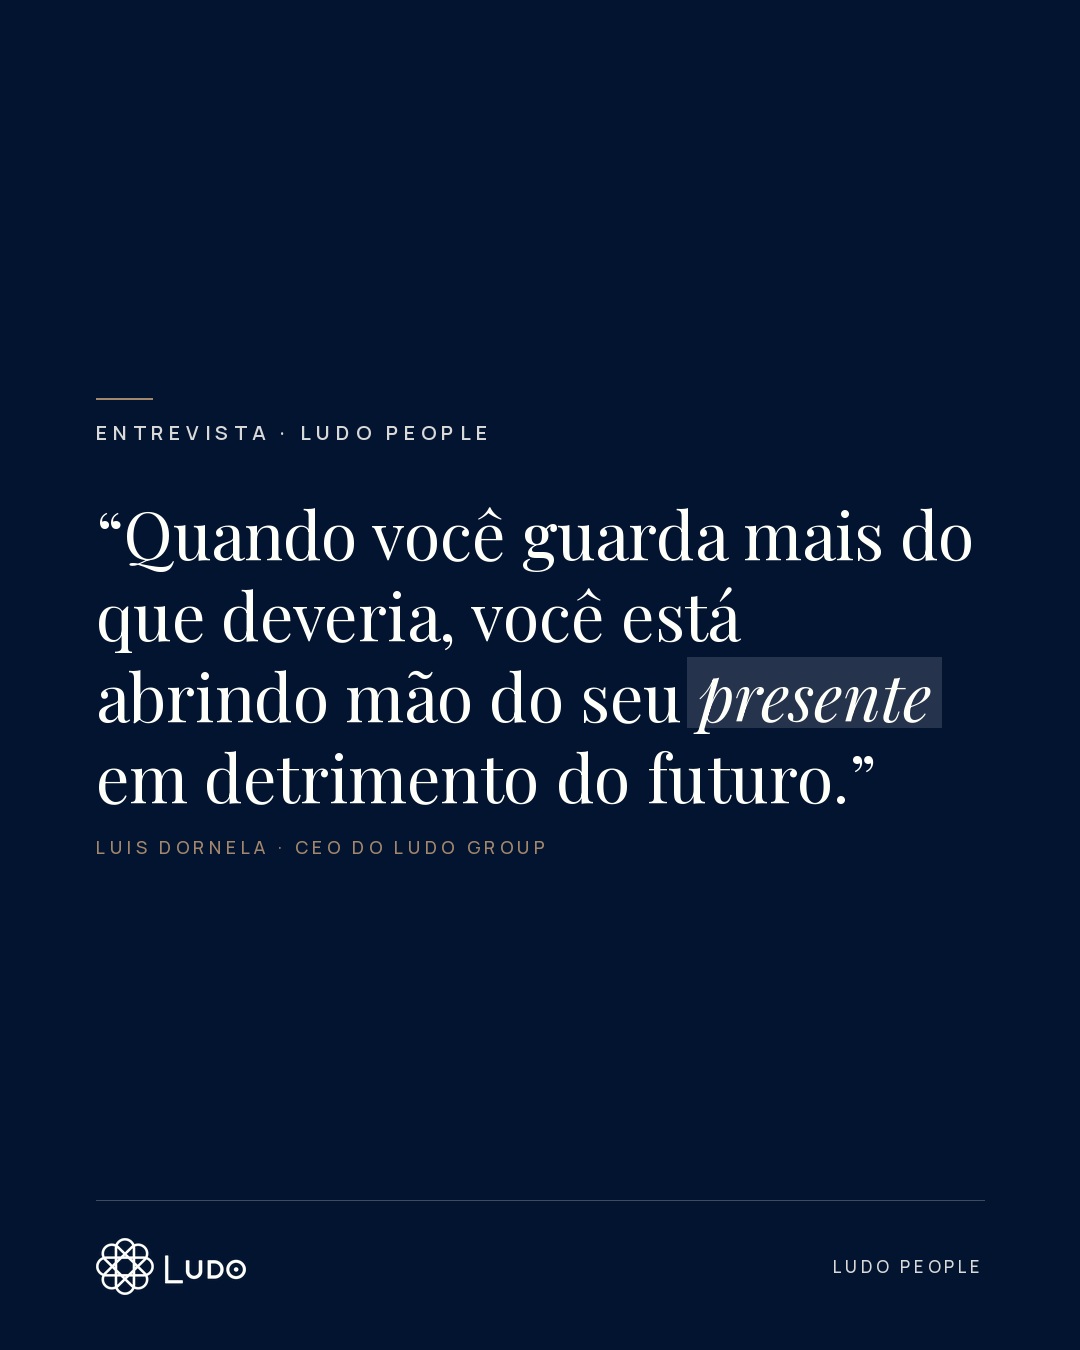 ENTREVISTA · LUDO PEOPLE
“Quando você guarda mais do
que deveria, você está
abrindo mão do seu presente
em detrimento do futuro.”
LUIS DORNELA · CEO DO LUDO GROUP
LUDO
LUDO PEOPLE